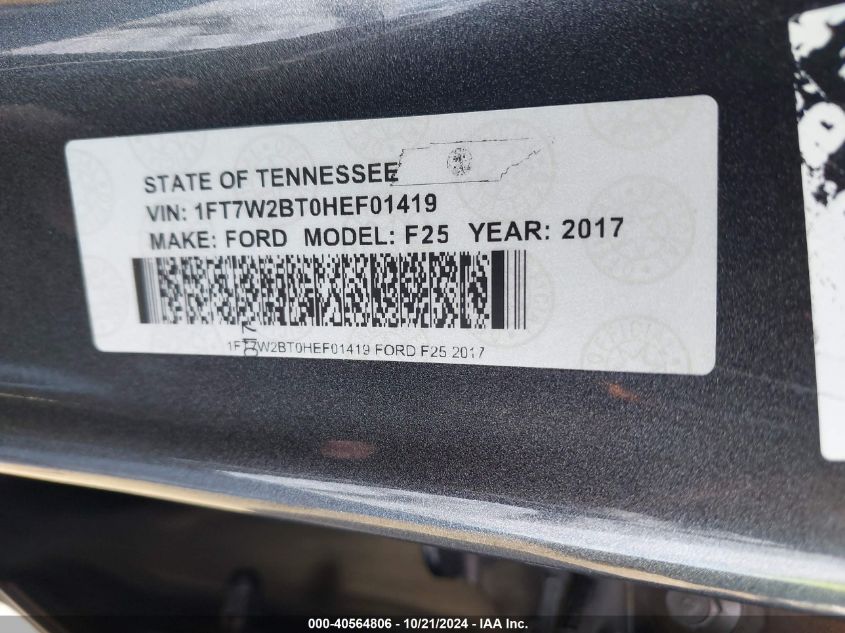 STATE OF TENNESSEE
VIN: 1FT7W2BT0HEF01419
MAKE: FORD MODEL: F25 YEAR: 2017
1FT7W2BT0HEF01419 FORD F25 2017
000-40564806 - 10/21/2024 - IAA Inc.